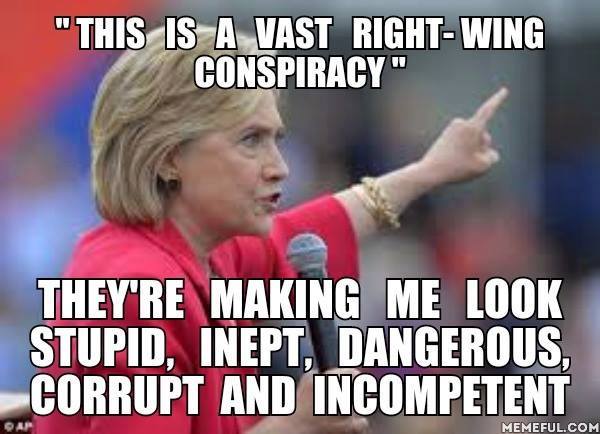 " THIS IS A VAST RIGHT- WING
CONSPIRACY "
THEY'RE MAKING ME LOOK
STUPID, INEPT, DANGEROUS,
CORRUPT AND INCOMPETENT
© AP
MEMEFUL.COM